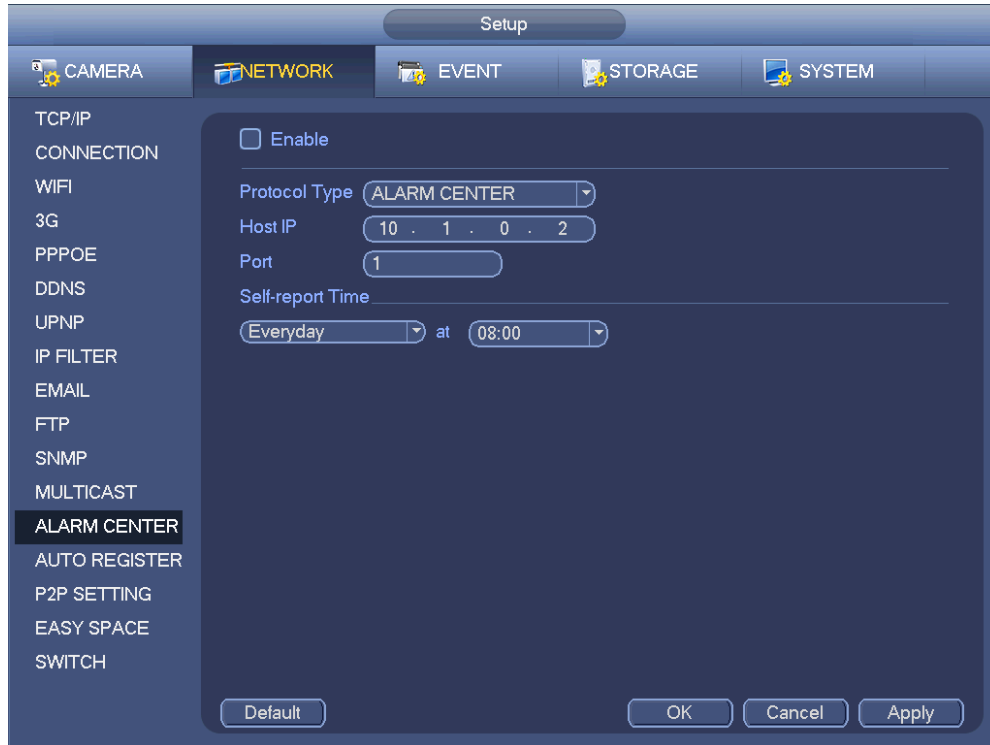 Setup
CAMERA NETWORK EVENT STORAGE SYSTEM
TCP/IP
CONNECTION
WIFI
3G
PPPOE
DDNS
UPNP
IP FILTER
EMAIL
FTP
SNMP
MULTICAST
ALARM CENTER
AUTO REGISTER
P2P SETTING
EASY SPACE
SWITCH
Enable
Protocol Type ALARM CENTER
Host IP 10 . 1 . 0 . 2
Port 1
Self-report Time
Everyday at 08:00
Default OK Cancel Apply